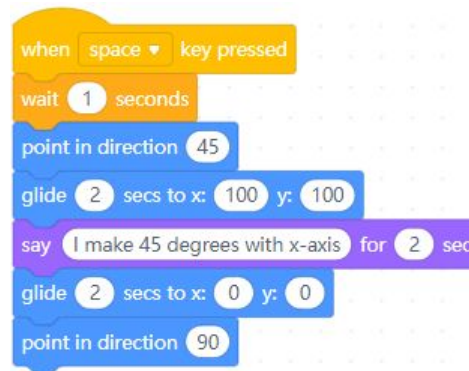 when space key pressed
wait 1 seconds
point in direction 45
glide 2 secs to x: 100 y: 100
say I make 45 degrees with x-axis for 2 sec
glide 2 secs to x: 0 y: 0
point in direction 90